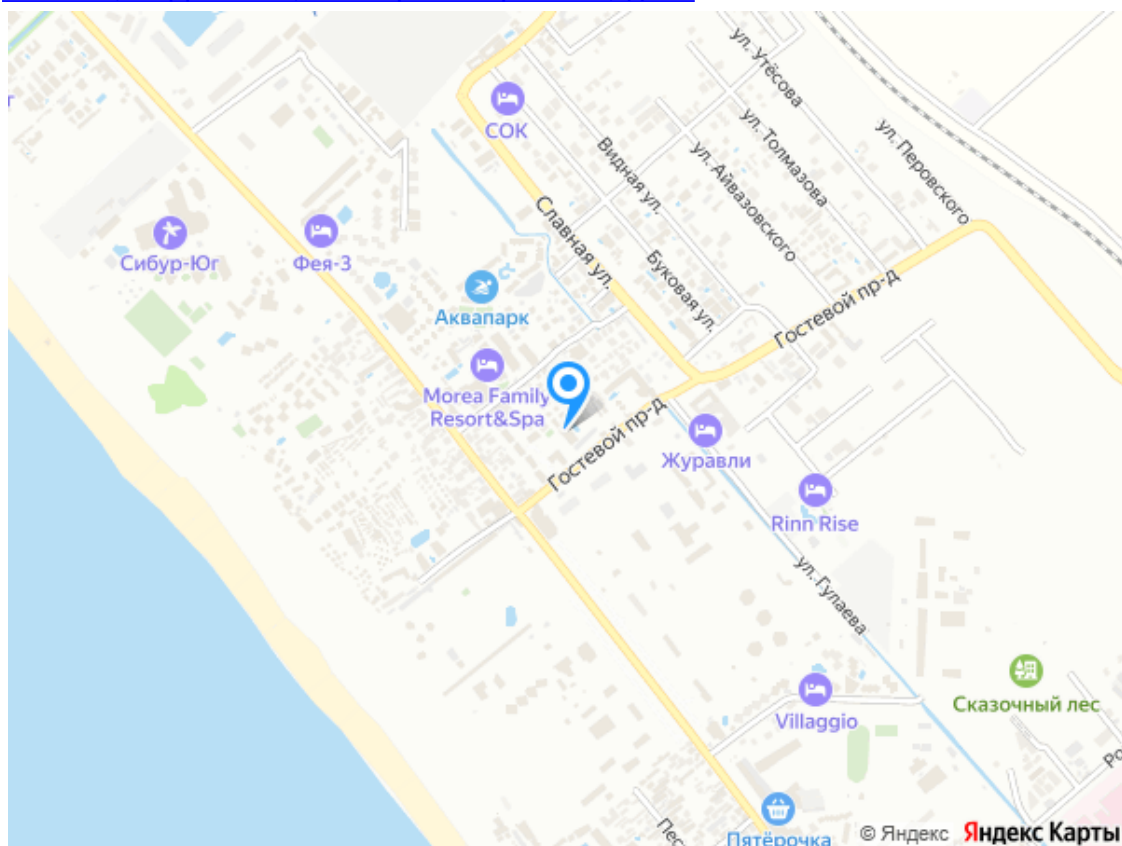 ул. Утёсова
СОК
ул. Толмазова
ул. Перовского
Видная ул.
ул. Айвазовского
Славная ул.
Сибур-Юг
Фея-3
Буковая ул.
Гостевой пр-д
Аквапарк
Morea Family
Resort&Spa
Гостевой пр-д
Журавли
Rinn Rise
ул. Гулаева
Сказочный лес
Villaggio
Пятёрочка
© Яндекс Яндекс Карты